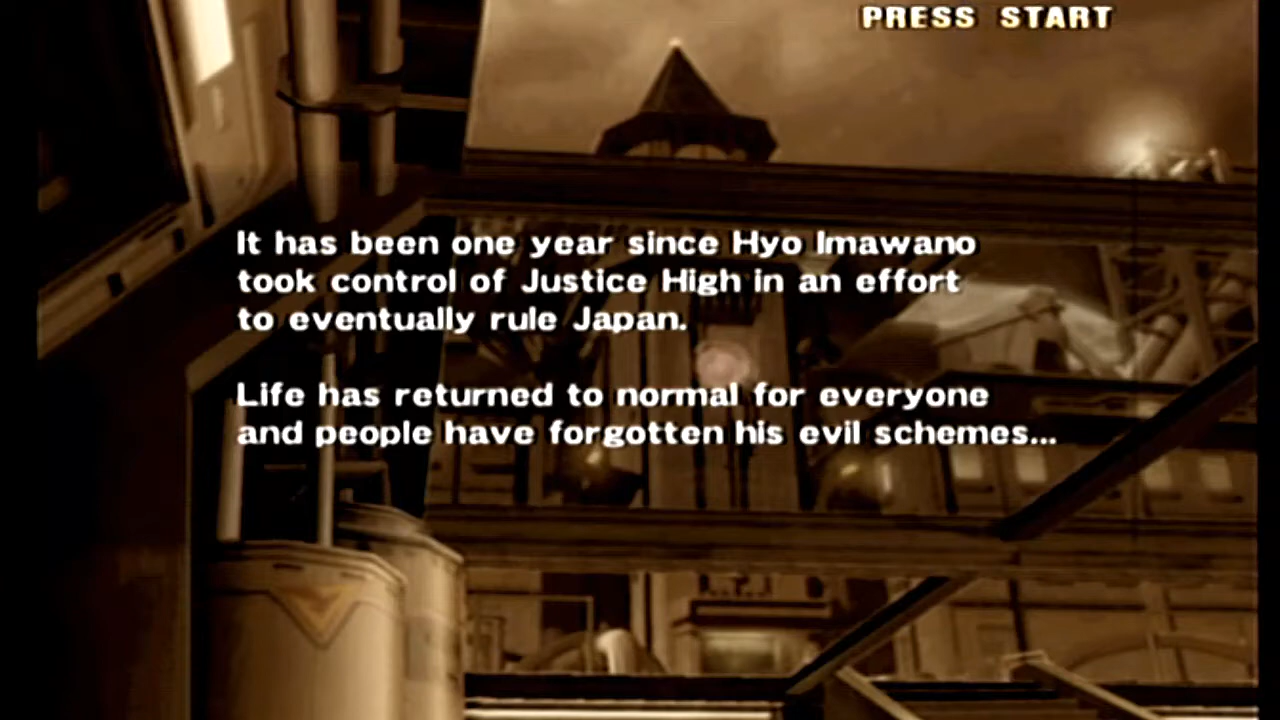 PRESS START
It has been one year since Hyo Imawano
took control of Justice High in an effort
to eventually rule Japan.
Life has returned to normal for everyone
and people have forgotten his evil schemes...